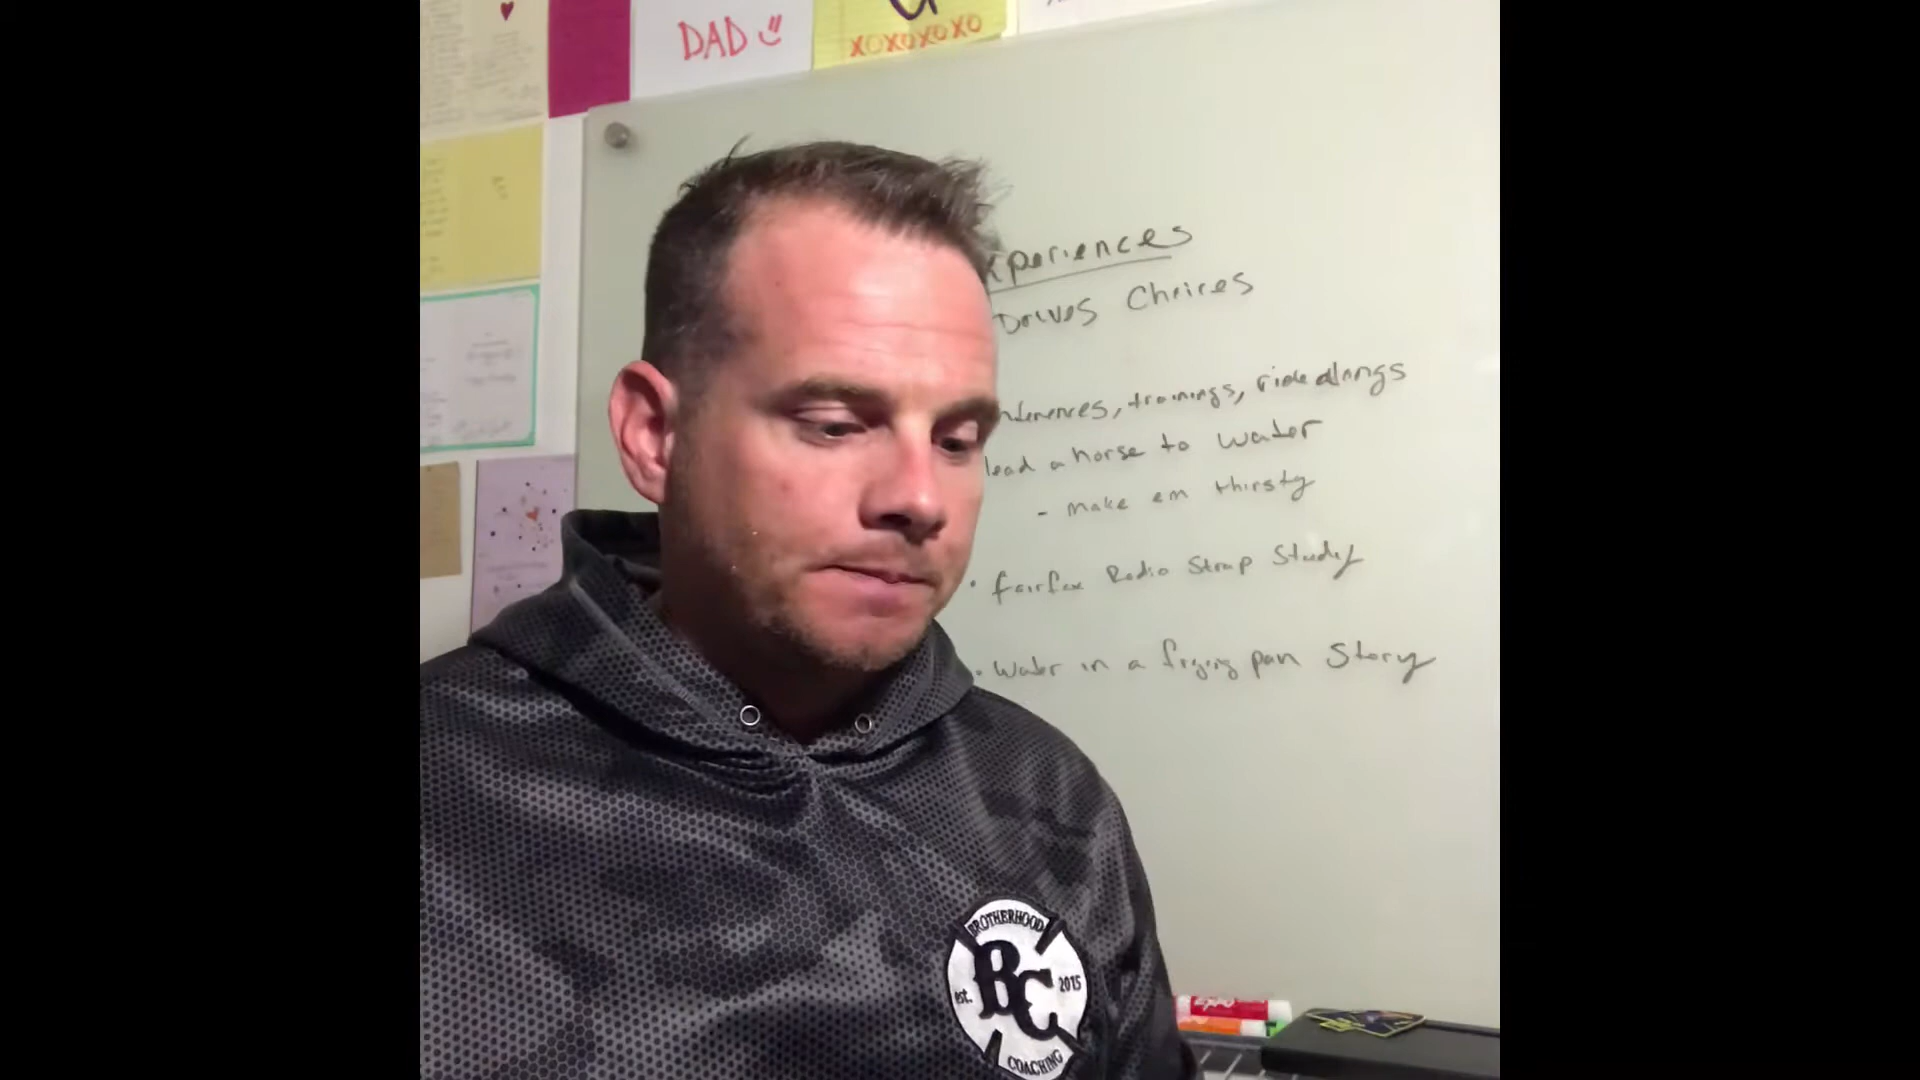 DAD
XOXOXOXO
xperiences
Drives Choices
nferences, trainings, ride alongs
lead a horse to water
- make em thirsty
• fairfax Radio Strap Study
• Water in a frying pan Story
BROTHERHOOD
est. BC 2015
COACHING
EXPO